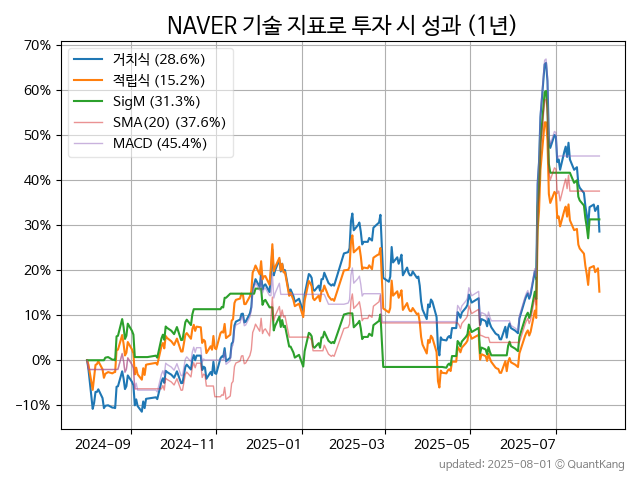 NAVER 기술 지표로 투자 시 성과 (1년)
70%
60%
50%
40%
30%
20%
10%
0%
−10%
거치식 (28.6%)
적립식 (15.2%)
SigM (31.3%)
SMA(20) (37.6%)
MACD (45.4%)
2024-09
2024-11
2025-01
2025-03
2025-05
2025-07
updated: 2025-08-01 © QuantKang